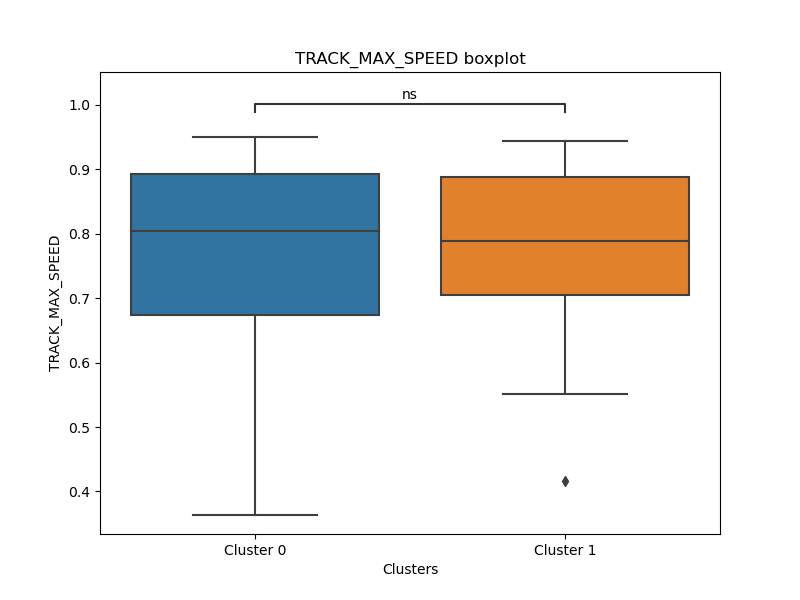 TRACK_MAX_SPEED boxplot
ns
1.0
0.9
0.8
0.7
0.6
0.5
0.4
TRACK_MAX_SPEED
Cluster 0 Cluster 1
Clusters